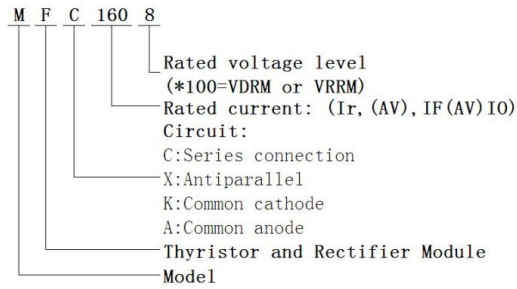 M F C 160 8
Rated voltage level
(*100=VDRM or VRRM)
Rated current: (Ir,(AV),IF(AV)IO)
Circuit:
C:Series connection
X:Antiparallel
K:Common cathode
A:Common anode
Thyristor and Rectifier Module
Model